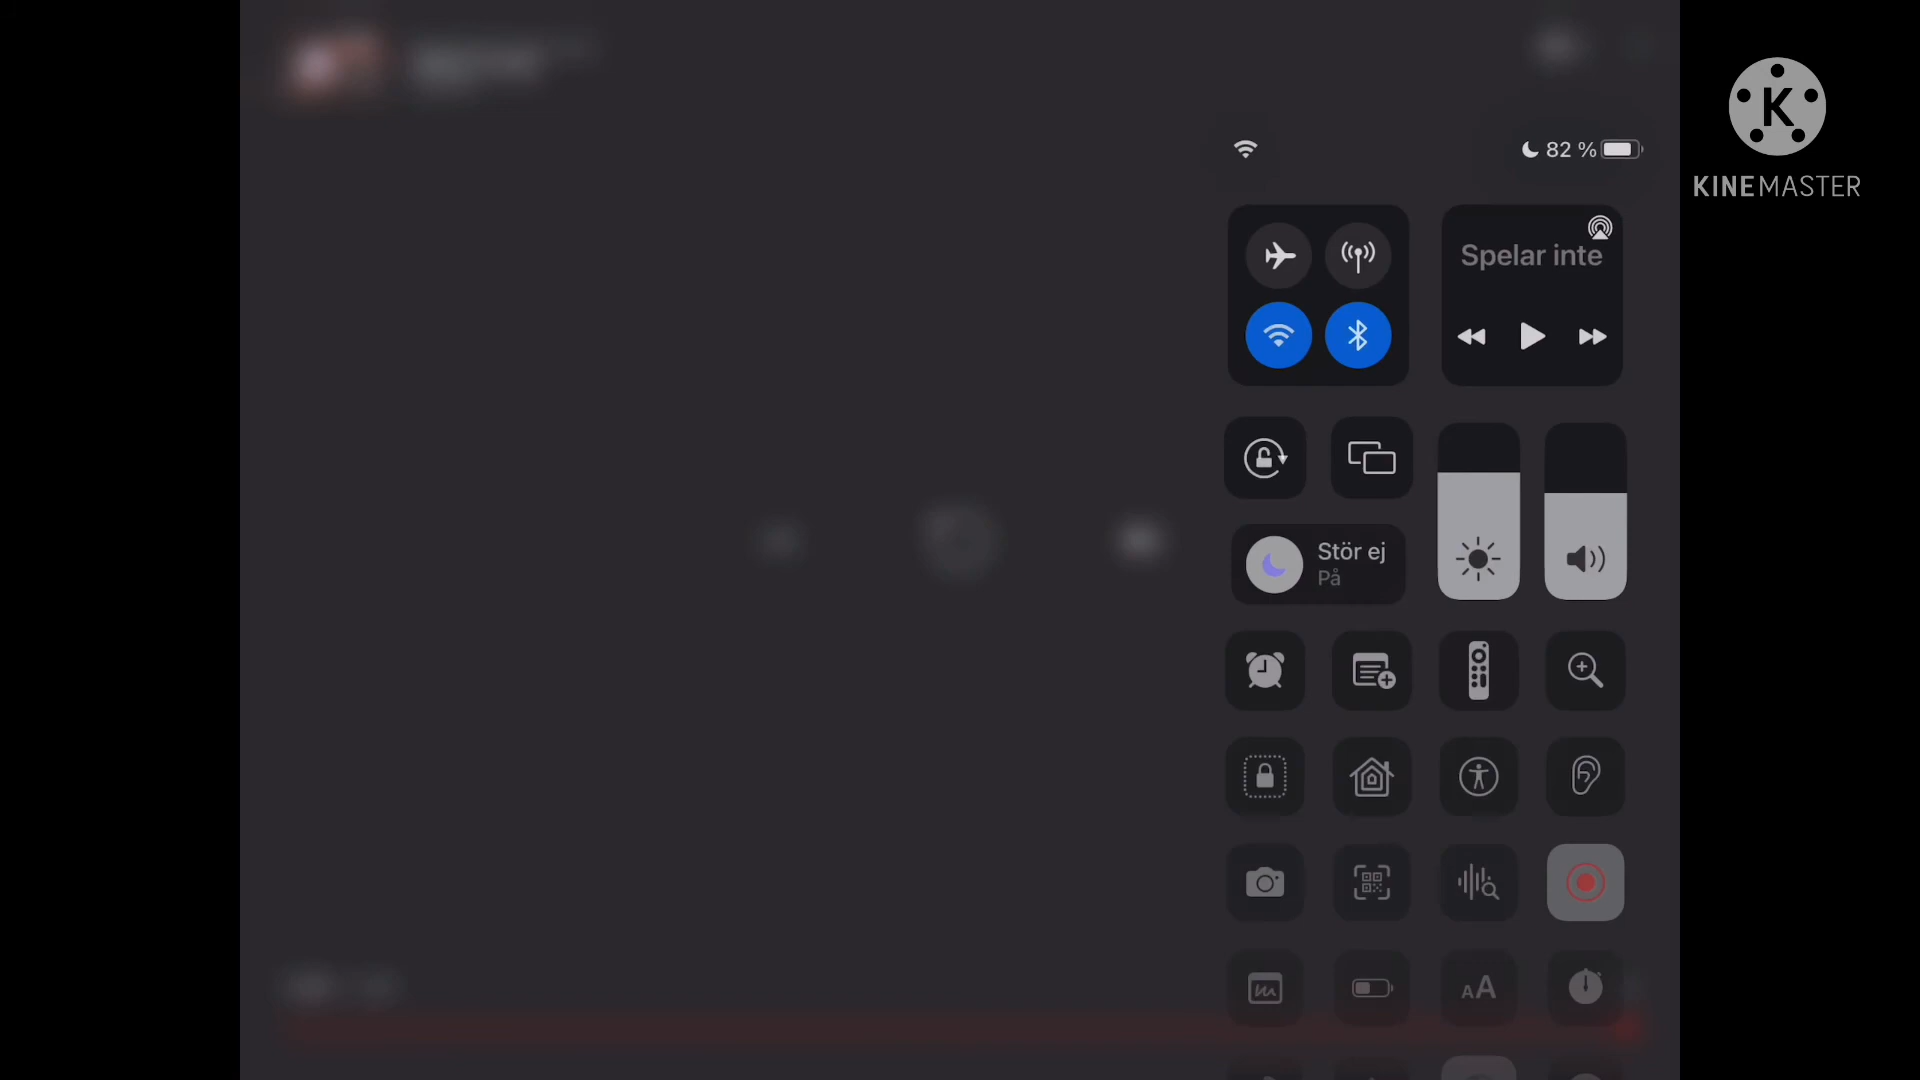 82 %
K
KINEMASTER
Spelar inte
Stör ej
På
AA